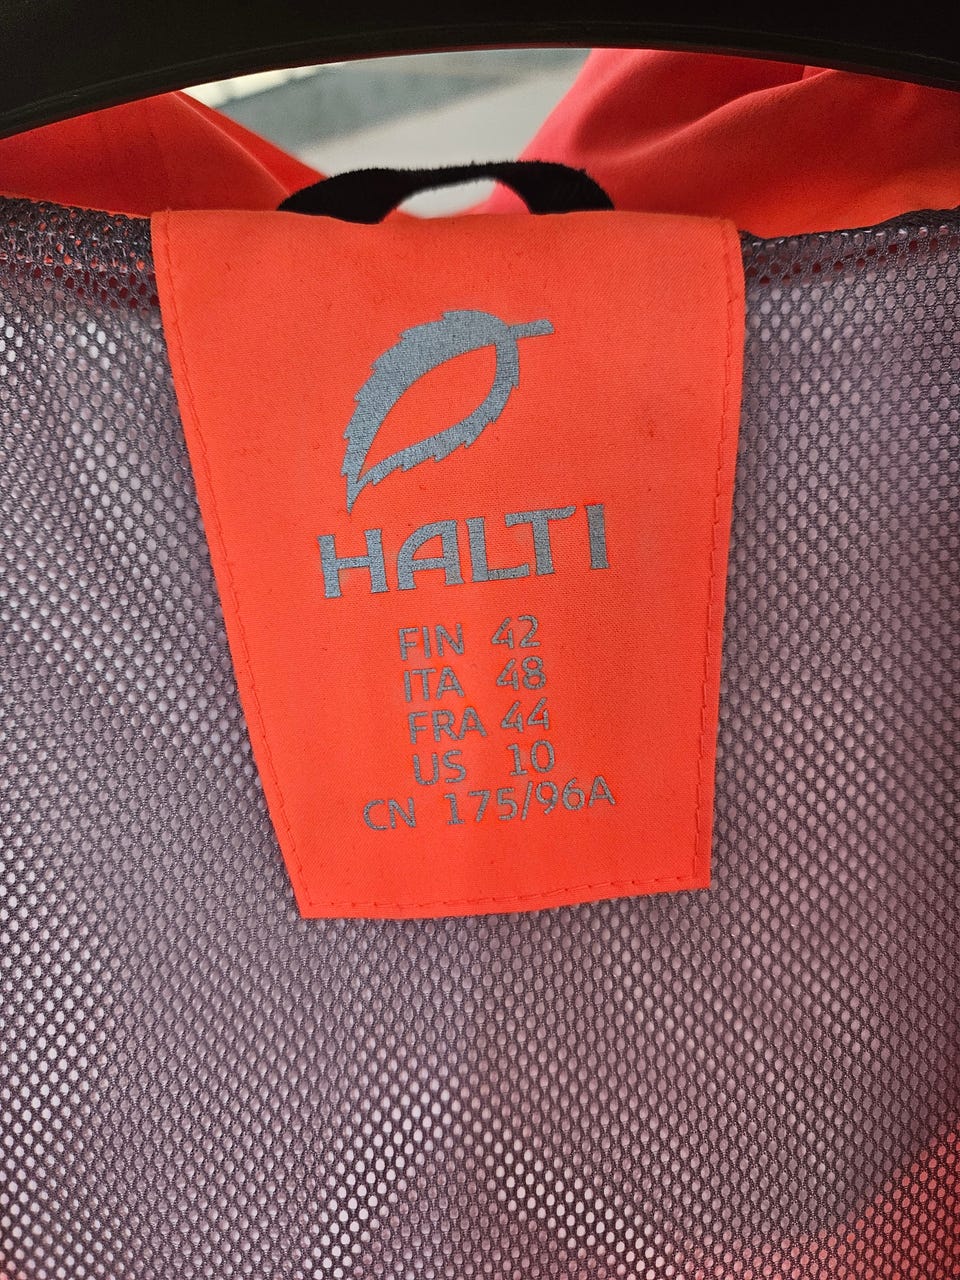 HALTI
FIN 42
ITA 48
FRA 44
US 10
CN 175/96A